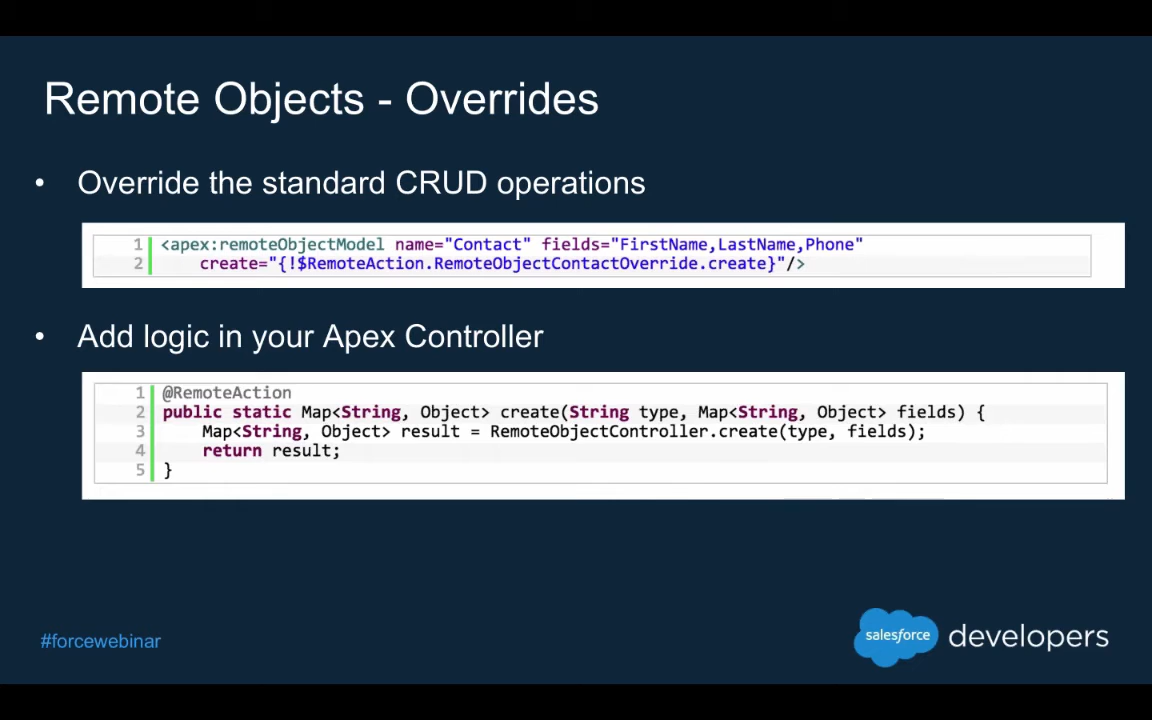 Remote Objects - Overrides
• Override the standard CRUD operations
1 <apex:remoteObjectModel name="Contact" fields="FirstName,LastName,Phone"
2 create="{!$RemoteAction.RemoteObjectContactOverride.create}"/>
• Add logic in your Apex Controller
1 @RemoteAction
2 public static Map<String, Object> create(String type, Map<String, Object> fields) {
3 Map<String, Object> result = RemoteObjectController.create(type, fields);
4 return result;
5 }
#forcewebinar
salesforce developers